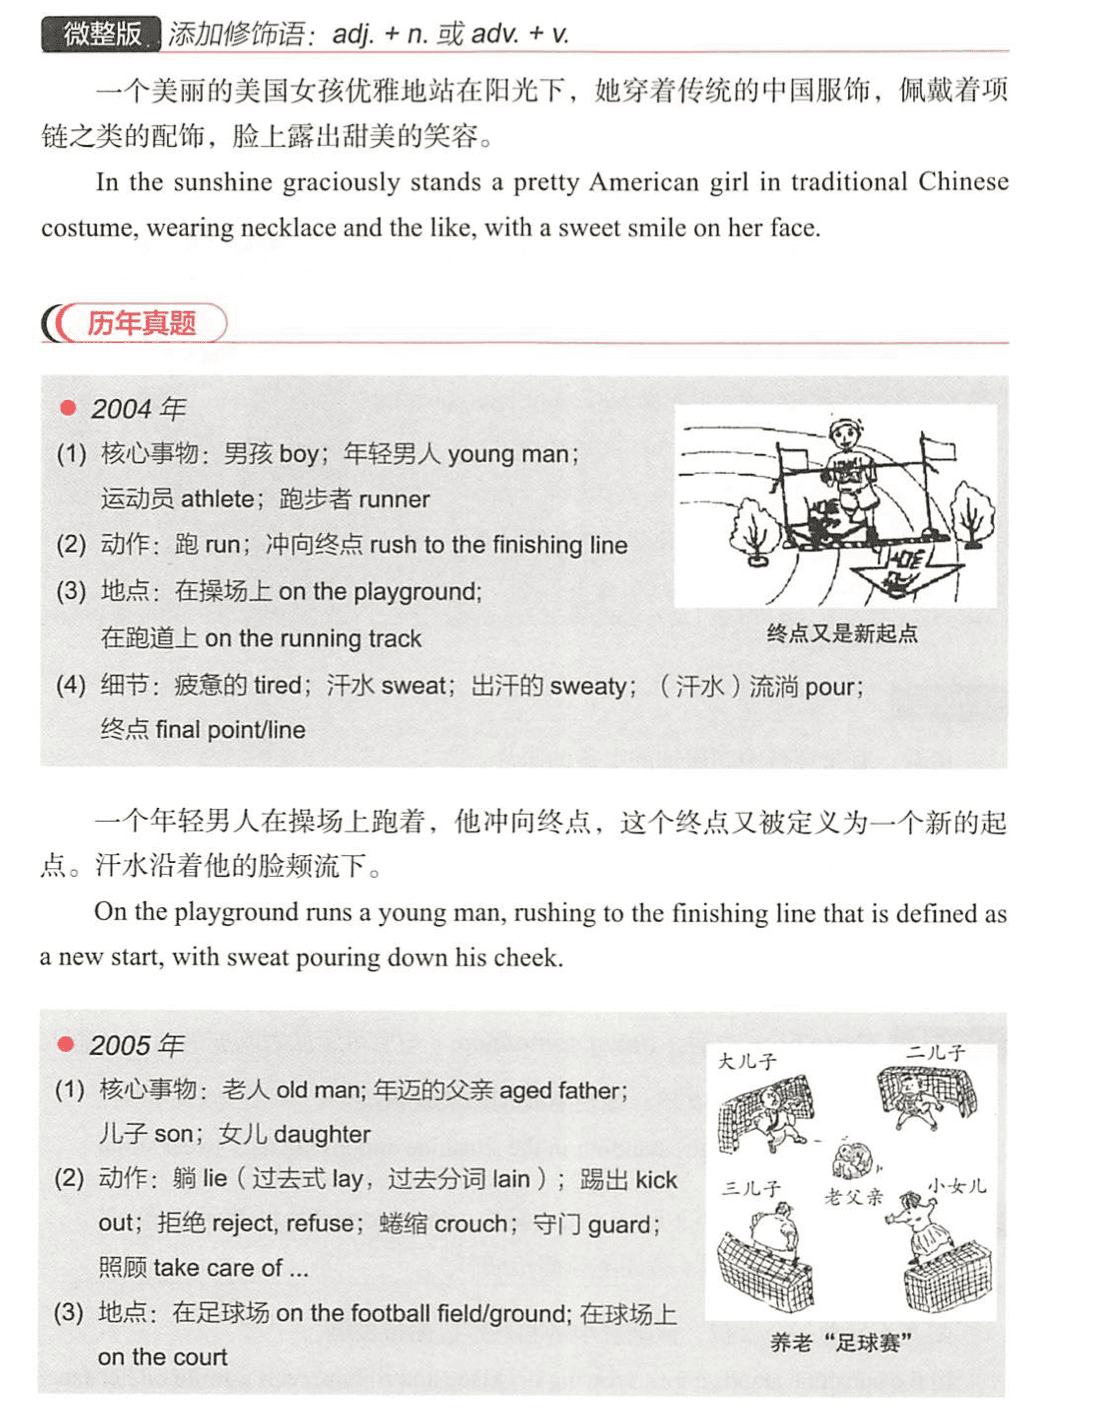 微整版 添加修饰语：adj. + n. 或 adv. + v.
一个美丽的美国女孩优雅地站在阳光下，她穿着传统的中国服饰，佩戴着项
链之类的配饰，脸上露出甜美的笑容。
In the sunshine graciously stands a pretty American girl in traditional Chinese
costume, wearing necklace and the like, with a sweet smile on her face.
历年真题
● 2004 年
(1) 核心事物：男孩 boy；年轻男人 young man；
运动员 athlete；跑步者 runner
(2) 动作：跑 run；冲向终点 rush to the finishing line
(3) 地点：在操场上 on the playground;
在跑道上 on the running track
终点又是新起点
(4) 细节：疲惫的 tired；汗水 sweat；出汗的 sweaty；（汗水）流淌 pour；
终点 final point/line
一个年轻男人在操场上跑着，他冲向终点，这个终点又被定义为一个新的起
点。汗水沿着他的脸颊流下。
On the playground runs a young man, rushing to the finishing line that is defined as
a new start, with sweat pouring down his cheek.
● 2005 年
(1) 核心事物：老人 old man; 年迈的父亲 aged father；
儿子 son；女儿 daughter
(2) 动作：躺 lie（过去式 lay，过去分词 lain）；踢出 kick
out；拒绝 reject, refuse；蜷缩 crouch；守门 guard；
照顾 take care of ...
(3) 地点：在足球场 on the football field/ground; 在球场上
on the court
大儿子
二儿子
三儿子
老父亲
小女儿
养老“足球赛”